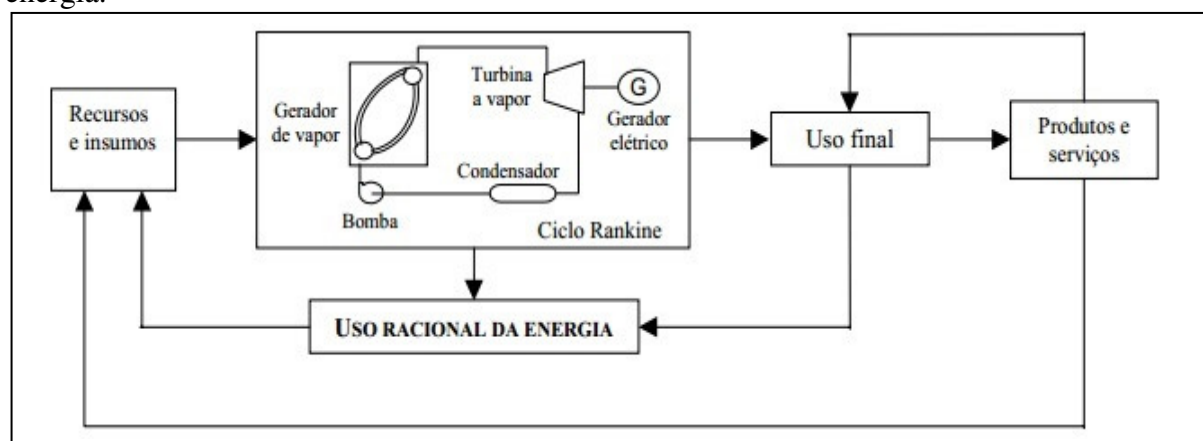 energia.
Recursos
e insumos
Gerador
de vapor
Turbina
a vapor
G
Gerador
elétrico
Condensador
Bomba
Ciclo Rankine
Uso final
Produtos e
serviços
USO RACIONAL DA ENERGIA